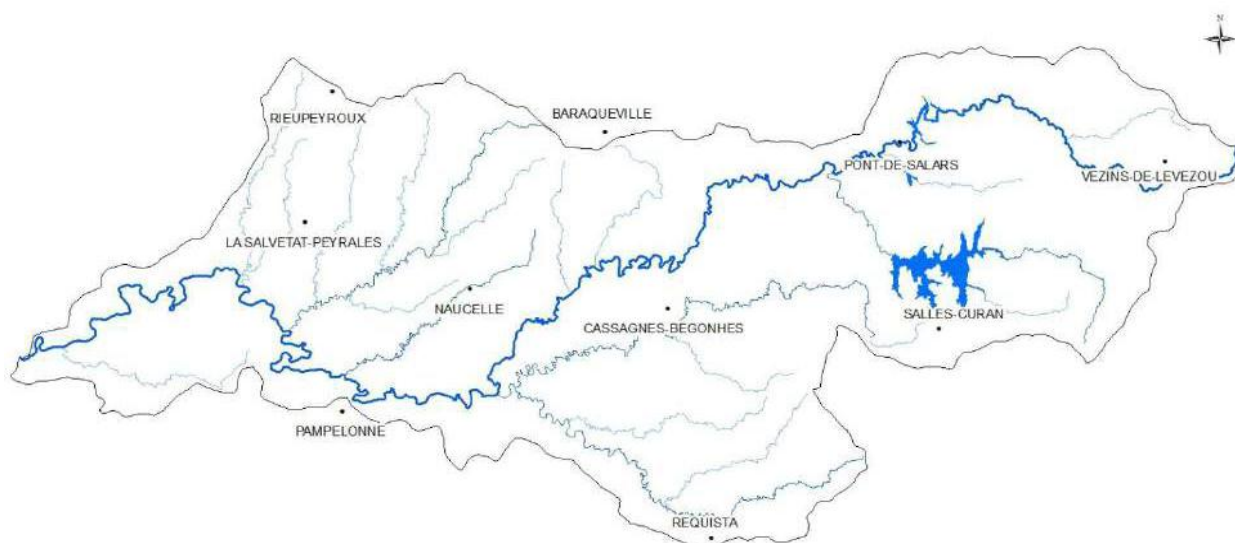 N
RIEUPEYROUX
BARAQUEVILLE
PONT-DE-SALARS
VEZINS-DE-LEVEZOU
LA SALVETAT-PEYRALES
NAUCELLE
CASSAGNES-BEGONHES
SALLES-CURAN
PAMPELONNE
REQUISTA